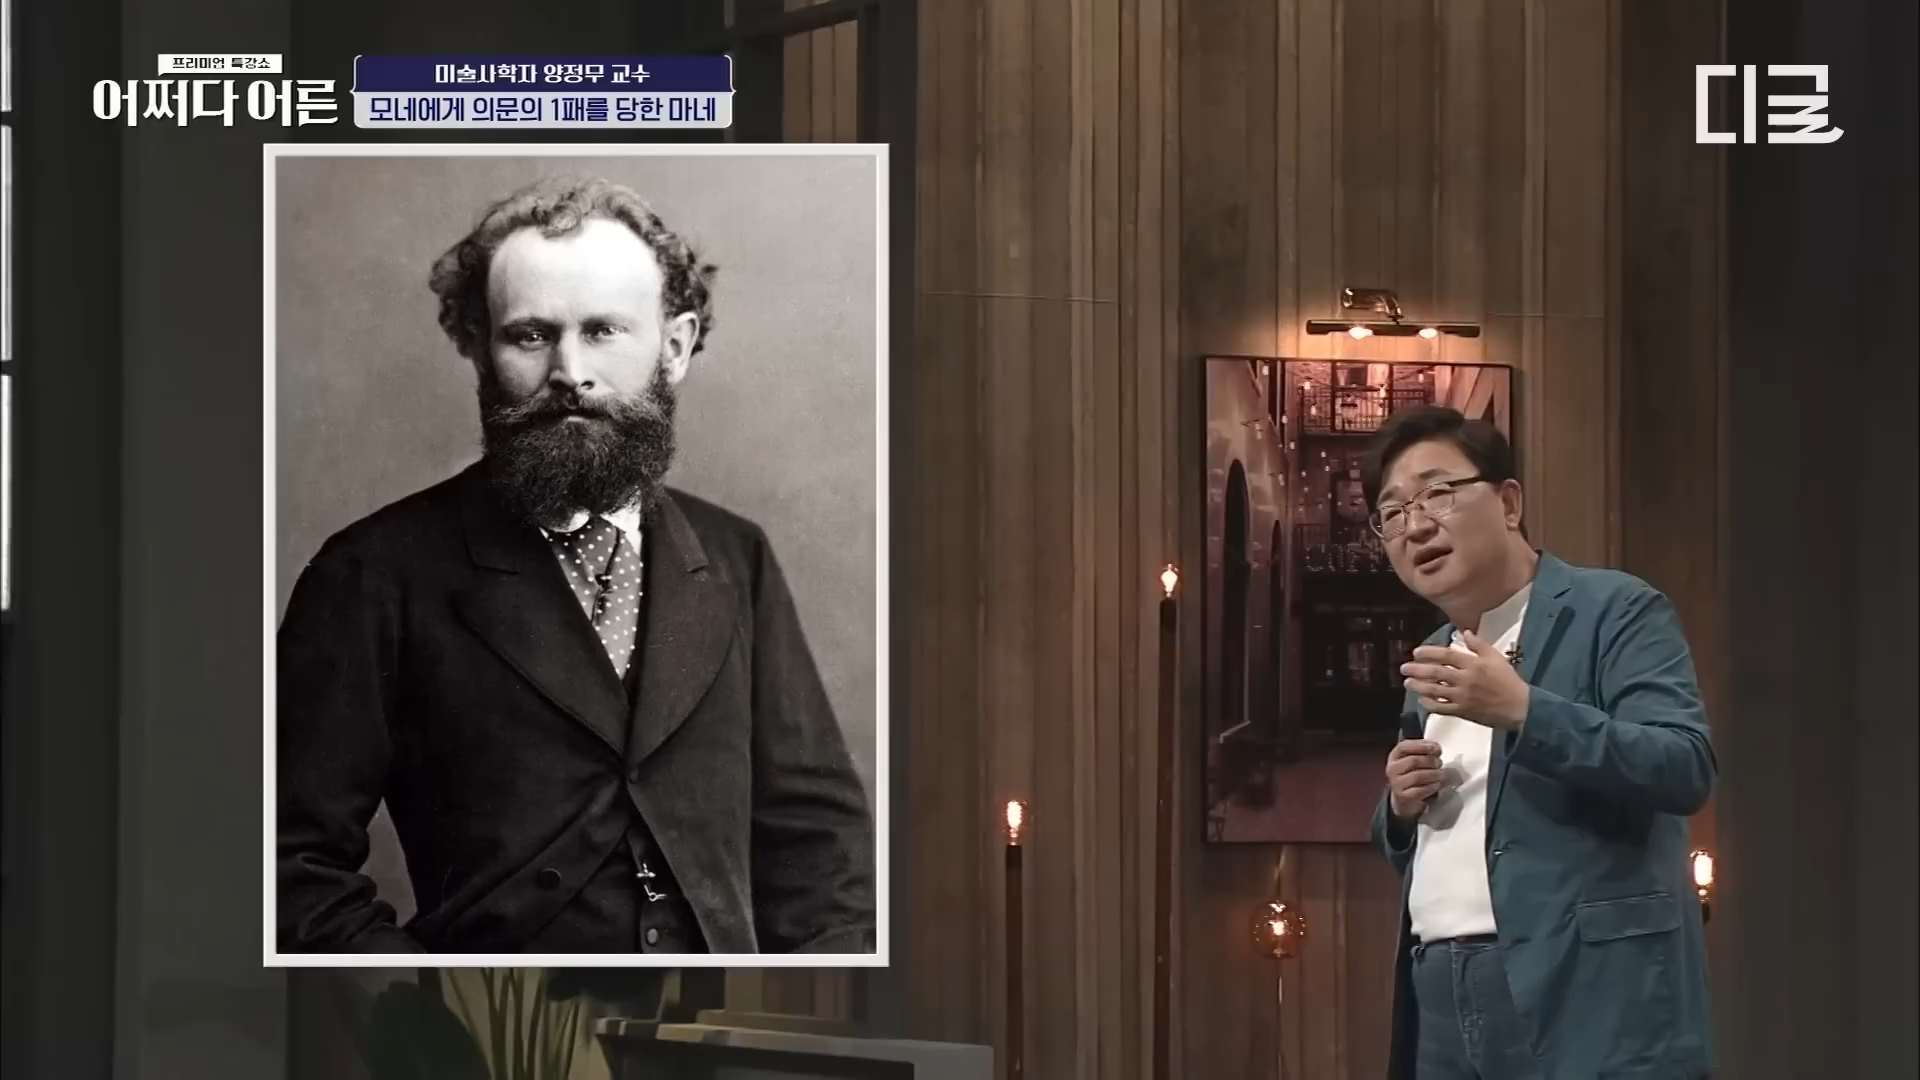 프리미엄 특강쇼
어쩌다 어른
미술사학자 양정무 교수
모네에게 의문의 1패를 당한 마네
디글